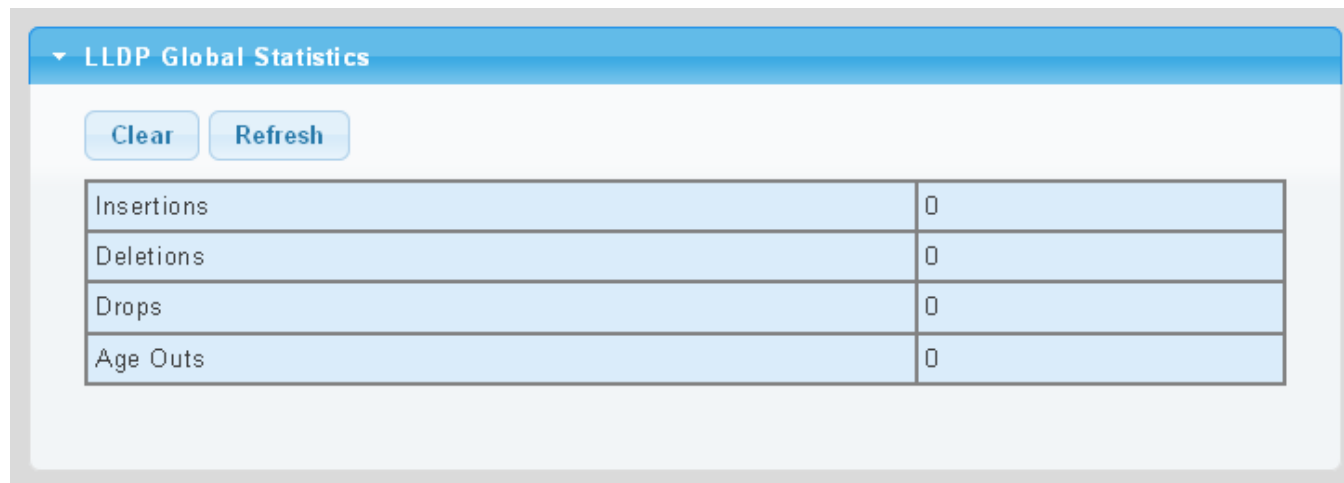 LLDP Global Statistics
Clear Refresh
Insertions 0
Deletions 0
Drops 0
Age Outs 0